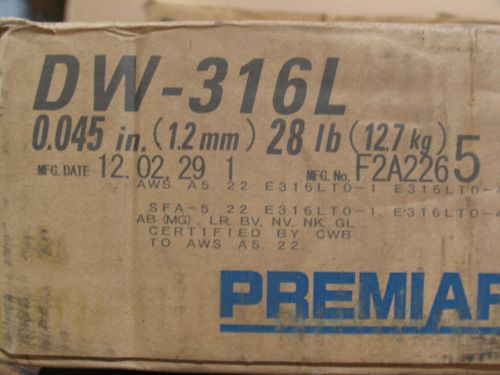 DW-316L
0.045 in. (1.2 mm) 28 lb (12.7 kg)
MFG. DATE 12.02.29 1 MFG. No. F2A226 5
AWS A5. 22 E316LT0-1 E316LT0-
SFA-5. 22 E316LT0-1. E316LT0-
AB (MG), LR, BV, NV, NK, GL
CERTIFIED BY CWB
TO AWS A5. 22.
PREMIAR